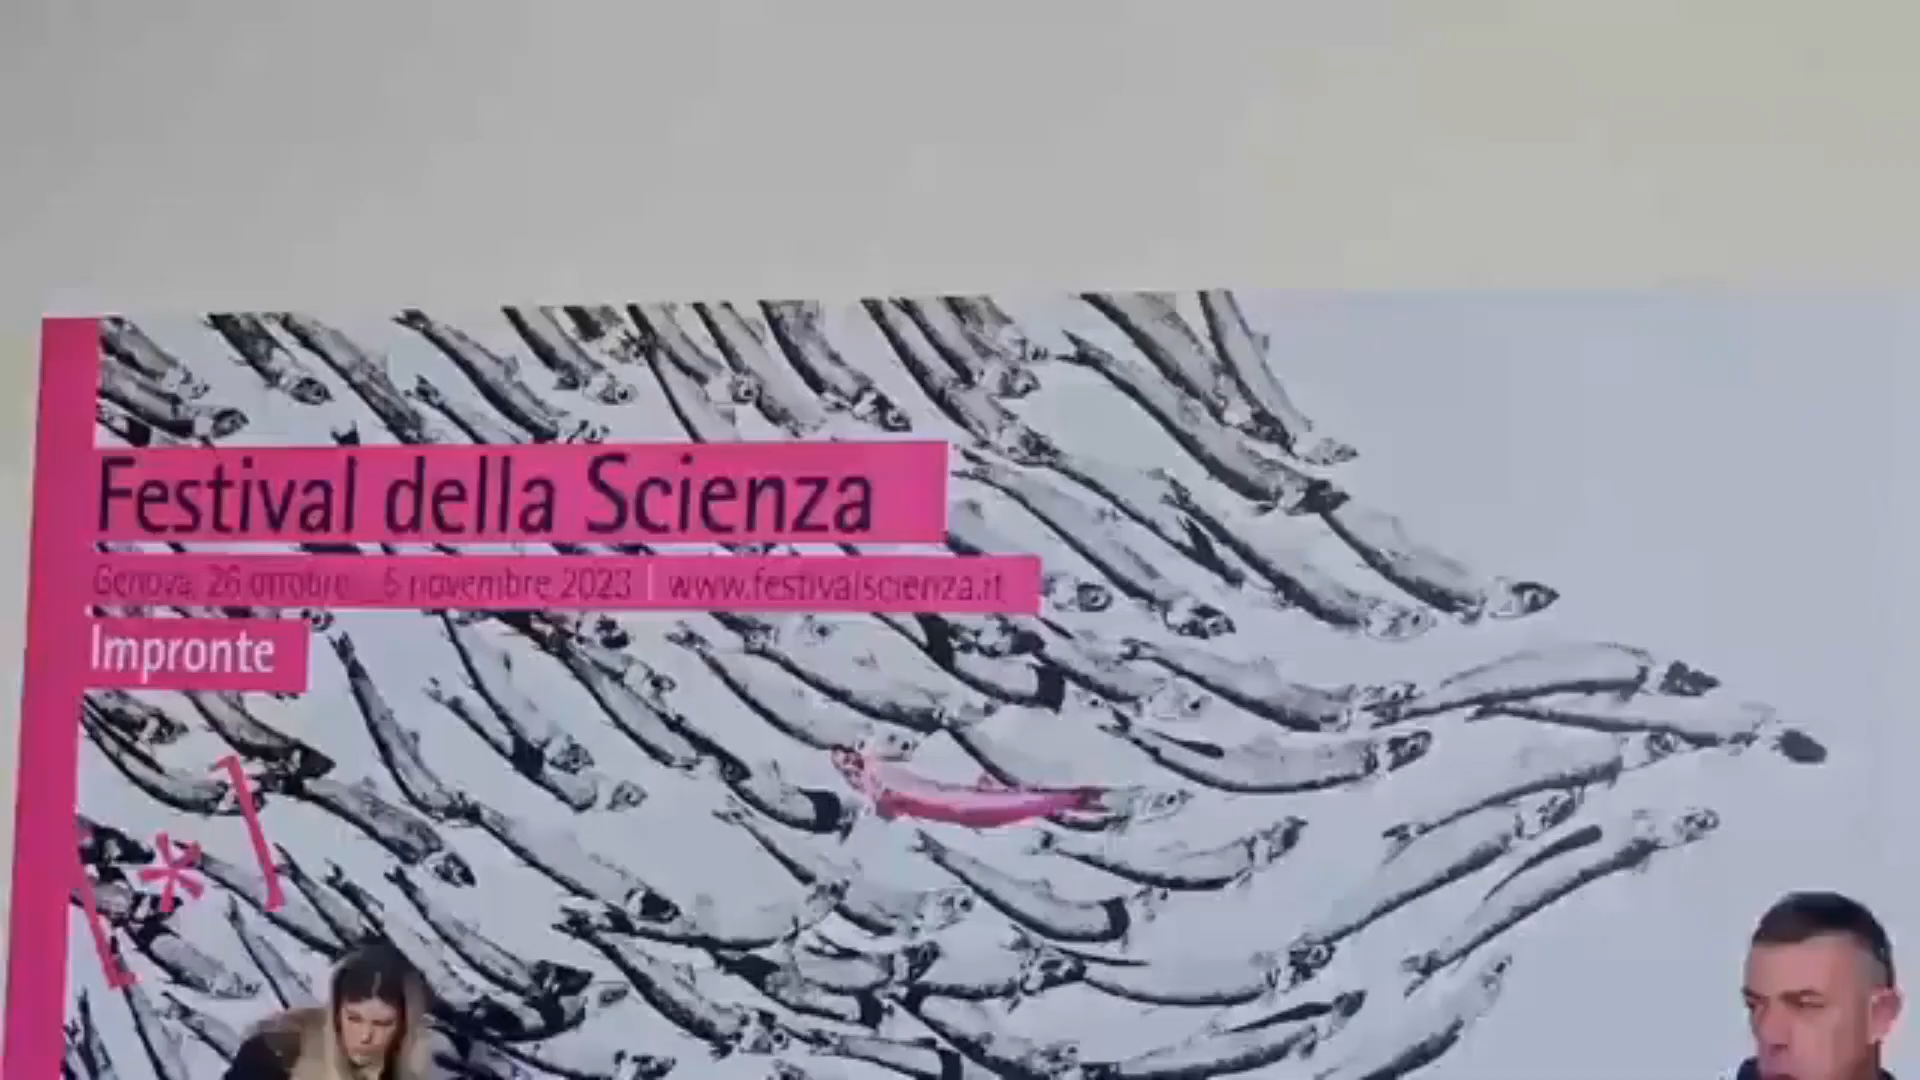 Festival della Scienza
Genova, 26 ottobre _ 5 novembre 2023 | www.festivalscienza.it
Impronte
[*]